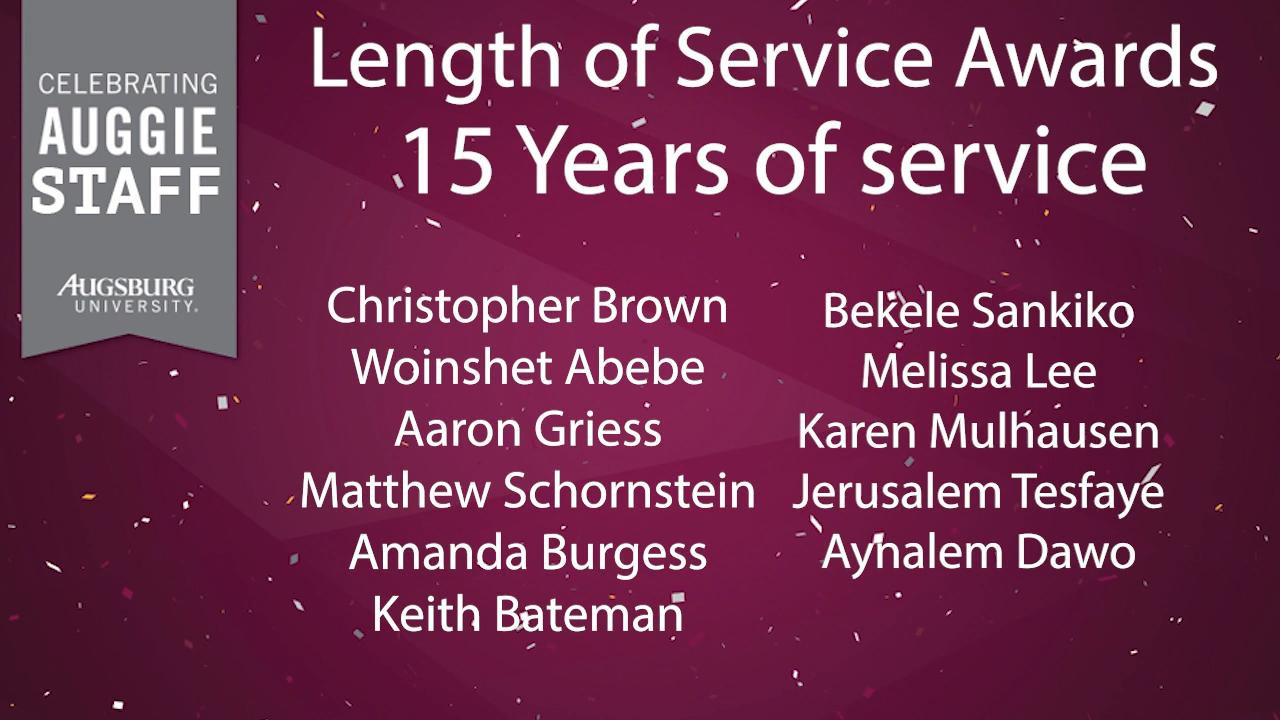 CELEBRATING
AUGGIE
STAFF
AUGSBURG
UNIVERSITY.
Length of Service Awards
15 Years of service
Christopher Brown
Woinshet Abebe
Aaron Griess
Matthew Schornstein
Amanda Burgess
Keith Bateman
Bekele Sankiko
Melissa Lee
Karen Mulhausen
Jerusalem Tesfaye
Aynalem Dawo